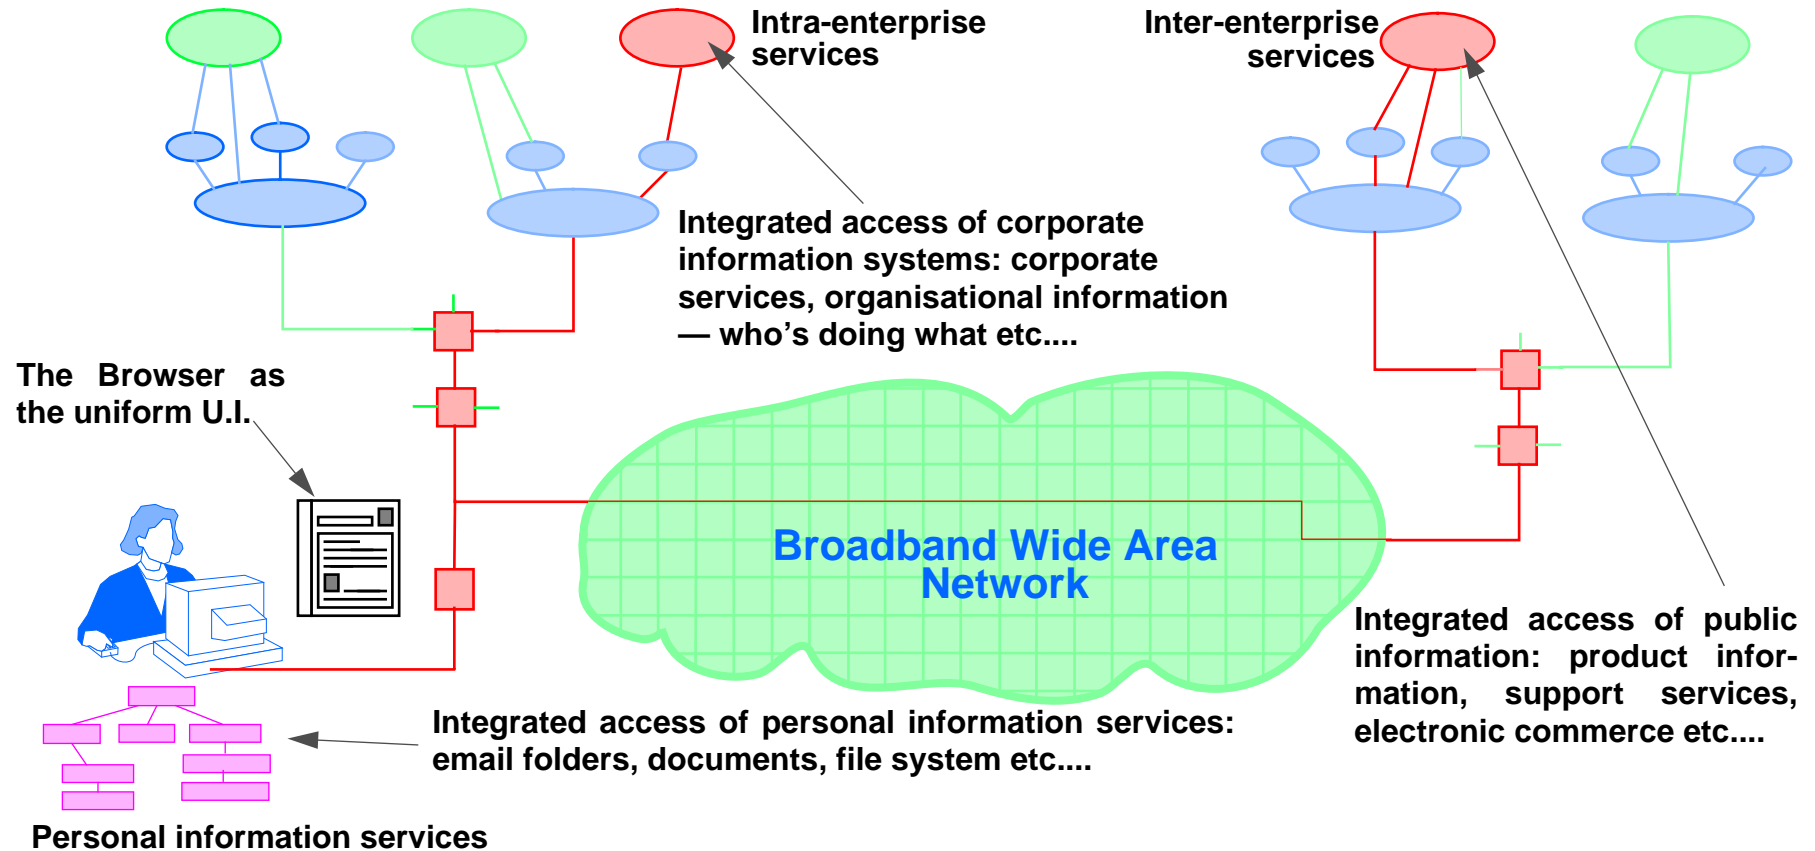 Intra-enterprise
services
Inter-enterprise
services
Integrated access of corporate
information systems: corporate
services, organisational information
— who’s doing what etc....
The Browser as
the uniform U.I.
Broadband Wide Area
Network
Integrated access of public
information: product infor-
mation, support services,
electronic commerce etc....
Integrated access of personal information services:
email folders, documents, file system etc....
Personal information services